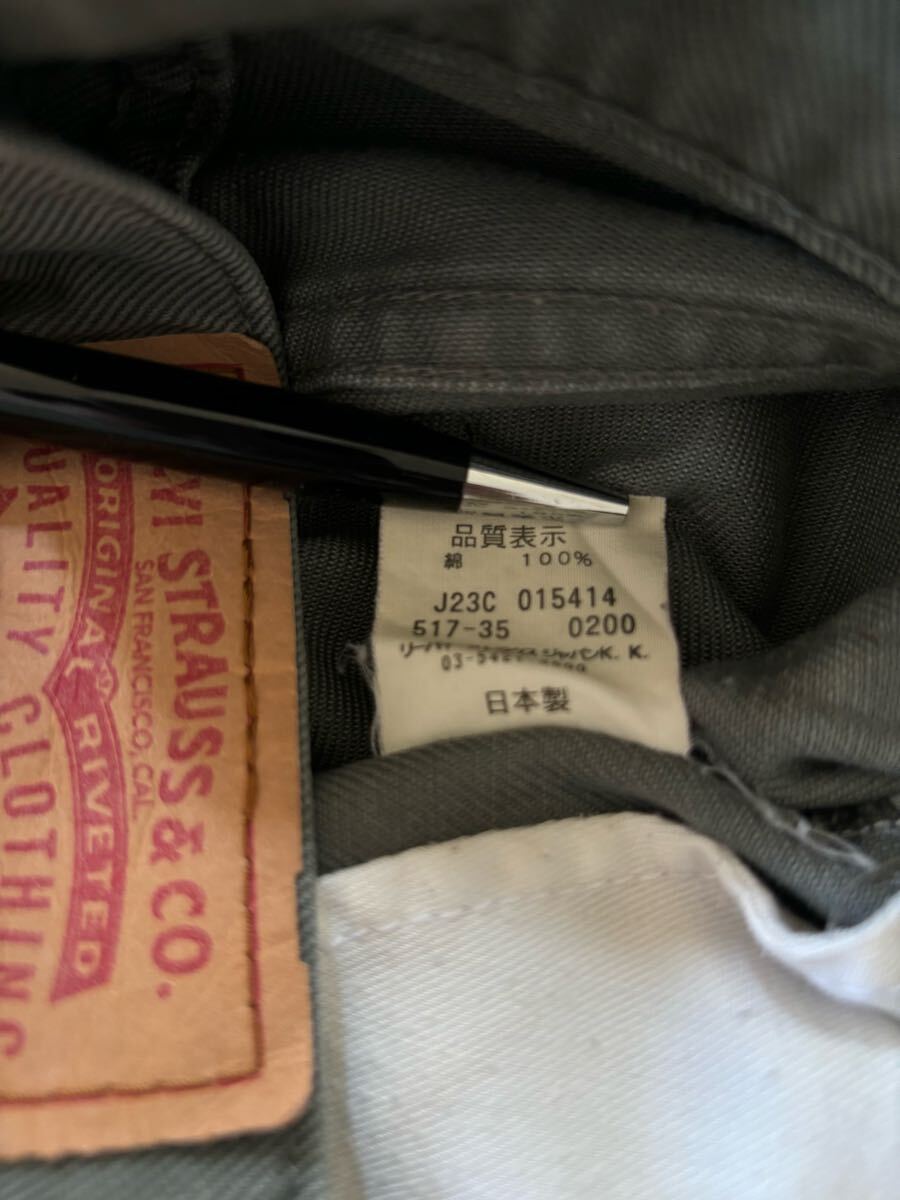 品質表示
綿 100%
J23C 015414
517-35 0200
K. K.
日本製
STRAUSS & CO.
SAN FRANCISCO, CAL.
ORIGINAL RIVETED
CLOTHING